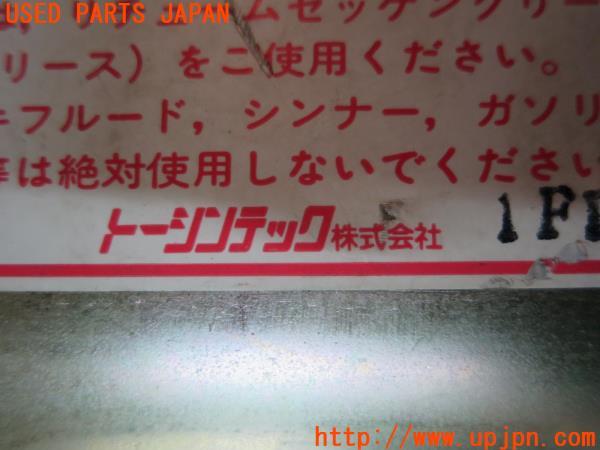 USED PARTS JAPAN
ムセッケングリー
リース）をご使用ください。
キフルード，シンナー，ガソリ
等は絶対使用しないでください
トーシンテック株式会社
1FF
http://www.upjpn.com/